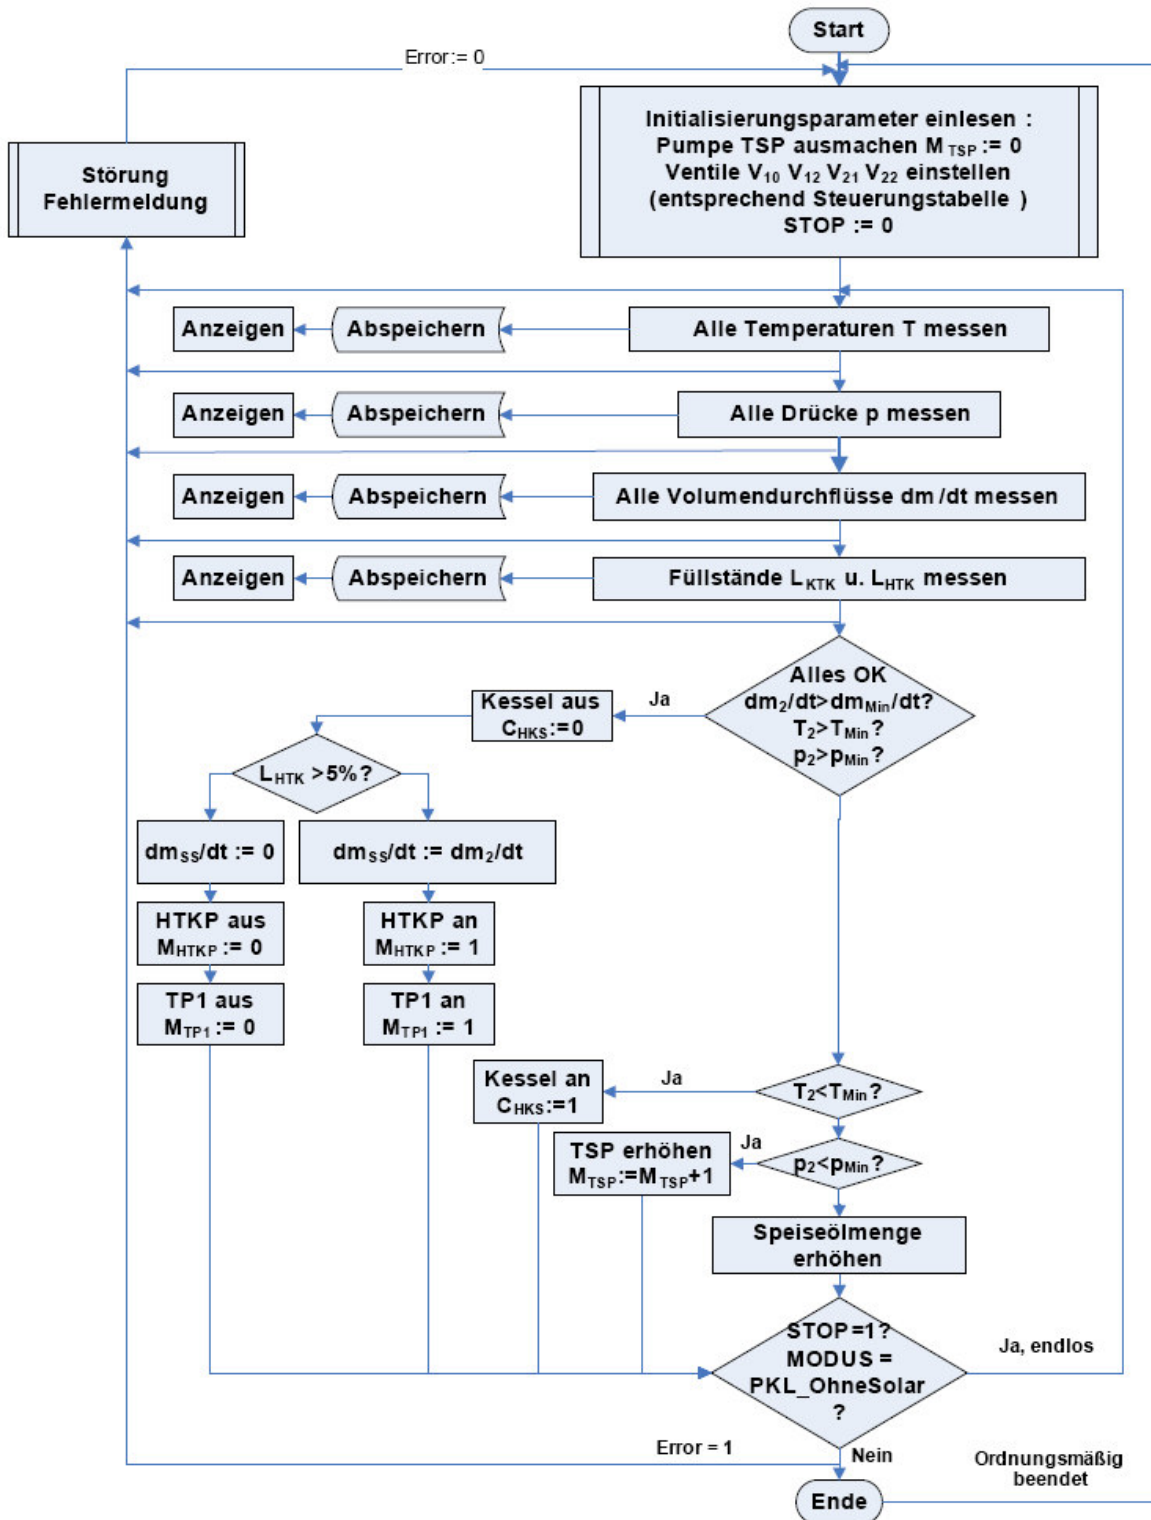 Start
Error:= 0
Initialisierungsparameter einlesen :
Pumpe TSP ausmachen M TSP := 0
Ventile V10 V12 V21 V22 einstellen
(entsprechend Steuerungstabelle )
STOP := 0
Störung
Fehlermeldung
Anzeigen
Abspeichern
Alle Temperaturen T messen
Anzeigen
Abspeichern
Alle Drücke p messen
Anzeigen
Abspeichern
Alle Volumendurchflüsse dm /dt messen
Anzeigen
Abspeichern
Füllstände LKTK u. LHTK messen
Alles OK
dm2/dt>dmMin/dt?
T2>TMin?
p2>pMin?
Ja
Kessel aus
CHKS:=0
LHTK >5%?
dmSS/dt := 0
dmSS/dt := dm2/dt
HTKP aus
MHTKP := 0
HTKP an
MHTKP := 1
TP1 aus
MTP1 := 0
TP1 an
MTP1 := 1
T2<TMin?
Ja
Kessel an
CHKS:=1
p2<pMin?
Ja
TSP erhöhen
MTSP:=MTSP+1
Speiseölmenge
erhöhen
STOP=1?
MODUS =
PKL_OhneSolar
?
Ja, endlos
Error = 1
Nein
Ordnungsmäßig
beendet
Ende